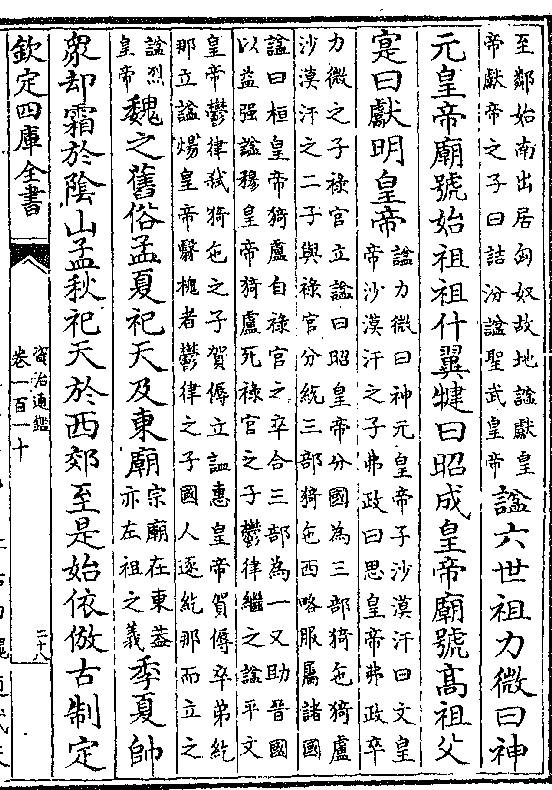 至鄰始南出居匈奴故地諡獻皇
帝獻帝之子曰詰汾諡聖武皇帝
諡六世祖力微曰神
元皇帝廟號始祖祖什翼犍曰昭成皇帝廟號高祖父
寔曰獻明皇帝
諡力微曰神元皇帝子沙漠汗曰文皇
帝沙漠汗之子弗政曰思皇帝弗政卒
力微之子祿官立諡曰昭皇帝分國為三部猗㐌猗盧
沙漠汗之二子與祿官分統三部猗㐌西略服屬諸國
諡曰桓皇帝猗盧自祿官之卒合三部為一又助晉國
以益强諡穆皇帝猗盧死祿官之子鬱律繼之諡平文
皇帝鬱律弑猗㐌之子賀傉立諡惠皇帝賀傉卒弟紇
那立諡煬皇帝翳槐者鬱律之子國人逐紇那而立之
諡烈
皇帝
魏之舊俗孟夏祀天及東廟
宗廟在東蓋
亦左祖之義
季夏帥
衆却霜於陰山孟秋祀天於西郊至是始依倣古制定
欽定四庫全書
資治通鑑
卷一百一十
二十八